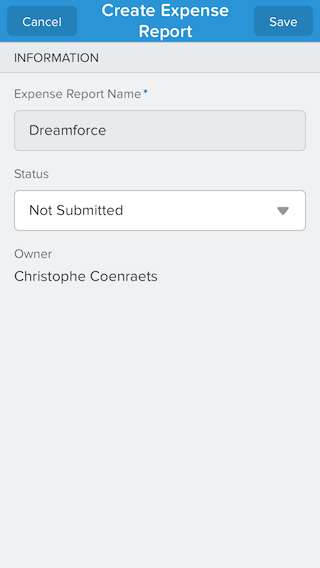 Cancel
Create Expense
Report
Save
INFORMATION
Expense Report Name*
Dreamforce
Status
Not Submitted
Owner
Christophe Coenraets